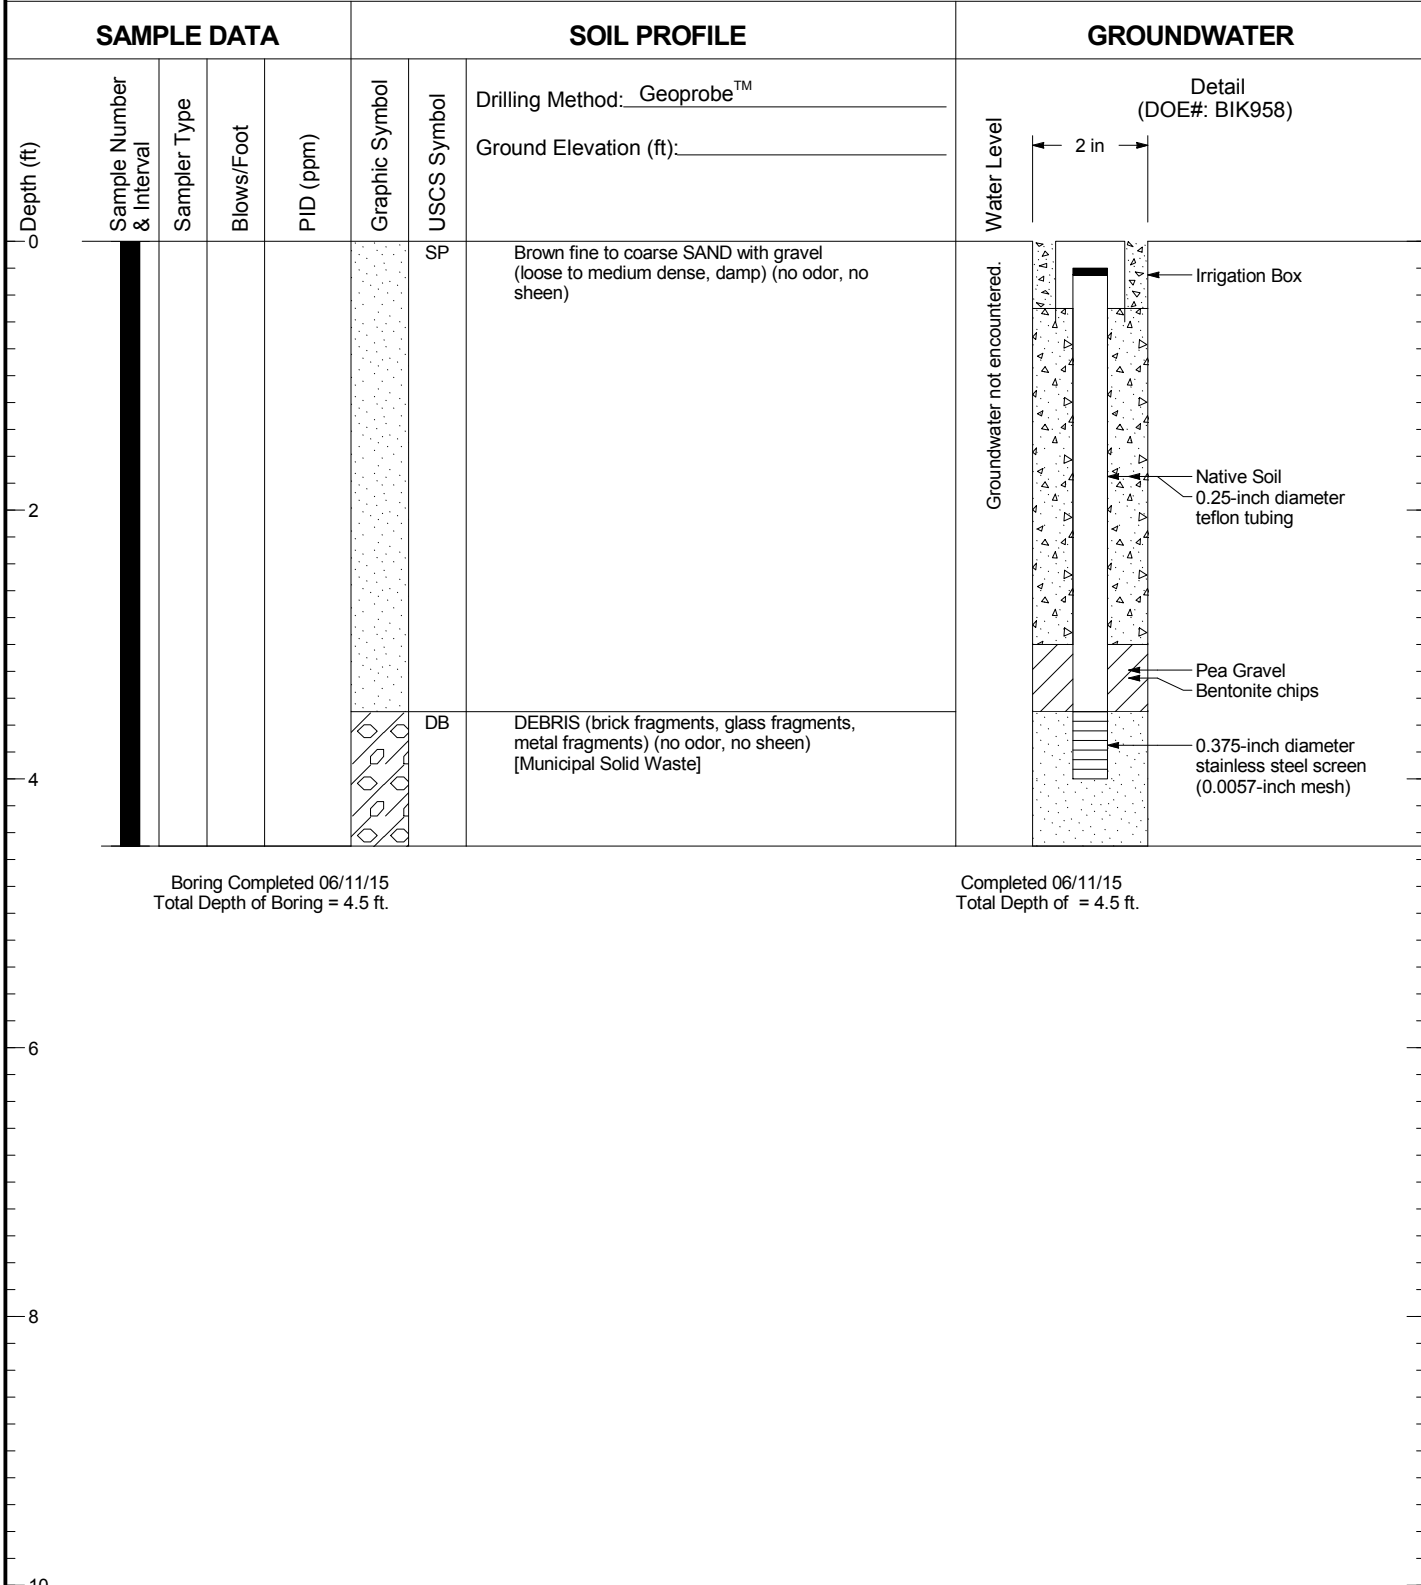 SAMPLE DATA
SOIL PROFILE
GROUNDWATER
Depth (ft)
Sample Number
& Interval
Sampler Type
Blows/Foot
PID (ppm)
Graphic Symbol
USCS Symbol
Drilling Method: Geoprobe™
Ground Elevation (ft):
Water Level
Detail
(DOE#: BIK958)
2 in
0
SP
Brown fine to coarse SAND with gravel
(loose to medium dense, damp) (no odor, no
sheen)
Groundwater not encountered.
Irrigation Box
Native Soil
0.25-inch diameter
teflon tubing
2
Pea Gravel
Bentonite chips
DB
DEBRIS (brick fragments, glass fragments,
metal fragments) (no odor, no sheen)
[Municipal Solid Waste]
0.375-inch diameter
stainless steel screen
(0.0057-inch mesh)
4
Boring Completed 06/11/15
Total Depth of Boring = 4.5 ft.
Completed 06/11/15
Total Depth of = 4.5 ft.
6
8
10